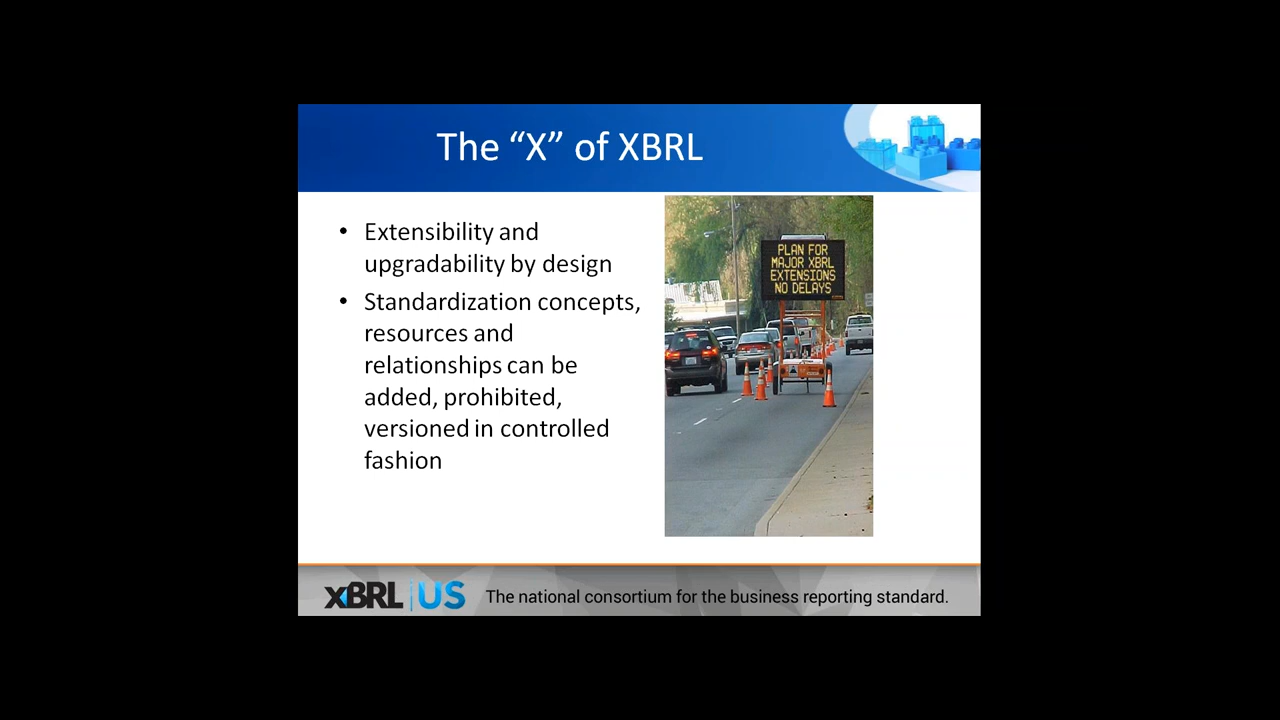 The “X” of XBRL
• Extensibility and
upgradability by design
• Standardization concepts,
resources and
relationships can be
added, prohibited,
versioned in controlled
fashion
PLAN FOR
MAJOR XBRL
EXTENSIONS
NO DELAYS
XBRL US
The national consortium for the business reporting standard.